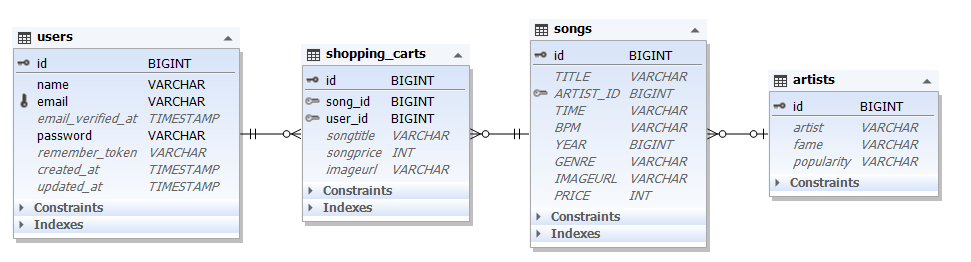 users
id BIGINT
name VARCHAR
email VARCHAR
email_verified_at TIMESTAMP
password VARCHAR
remember_token VARCHAR
created_at TIMESTAMP
updated_at TIMESTAMP
Constraints
Indexes
shopping_carts
id BIGINT
song_id BIGINT
user_id BIGINT
songtitle VARCHAR
songprice INT
imageurl VARCHAR
Constraints
Indexes
songs
id BIGINT
TITLE VARCHAR
ARTIST_ID BIGINT
TIME VARCHAR
BPM VARCHAR
YEAR BIGINT
GENRE VARCHAR
IMAGEURL VARCHAR
PRICE INT
Constraints
Indexes
artists
id BIGINT
artist VARCHAR
fame VARCHAR
popularity VARCHAR
Constraints